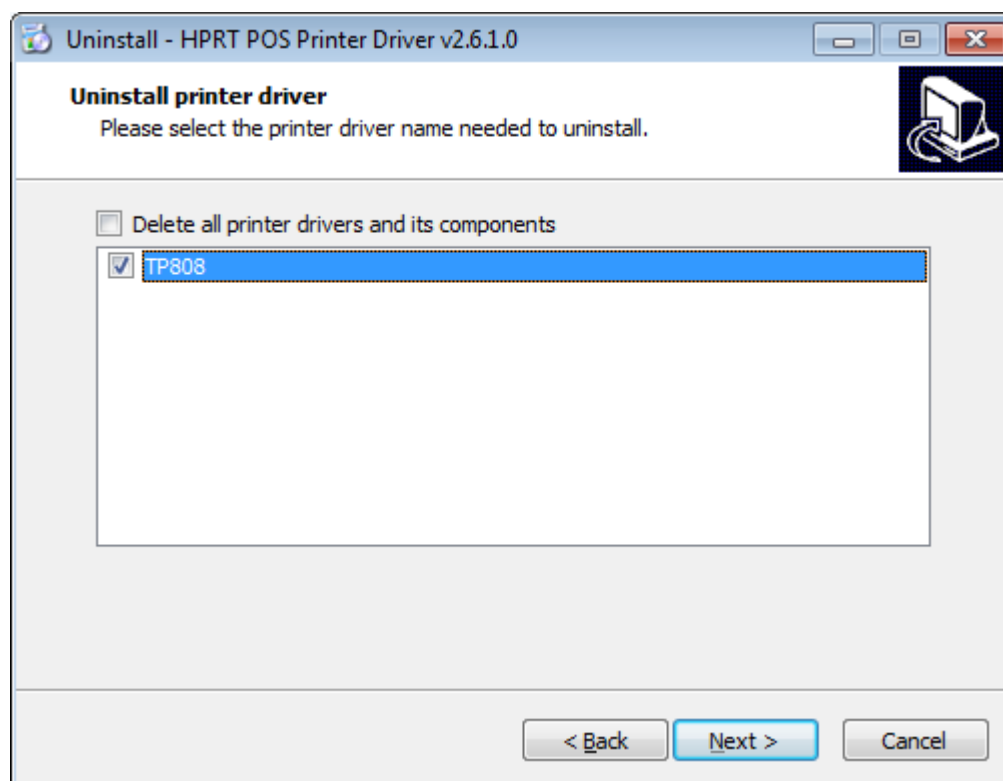 Uninstall - HPRT POS Printer Driver v2.6.1.0
Uninstall printer driver
Please select the printer driver name needed to uninstall.
Delete all printer drivers and its components
TP808
< Back
Next >
Cancel